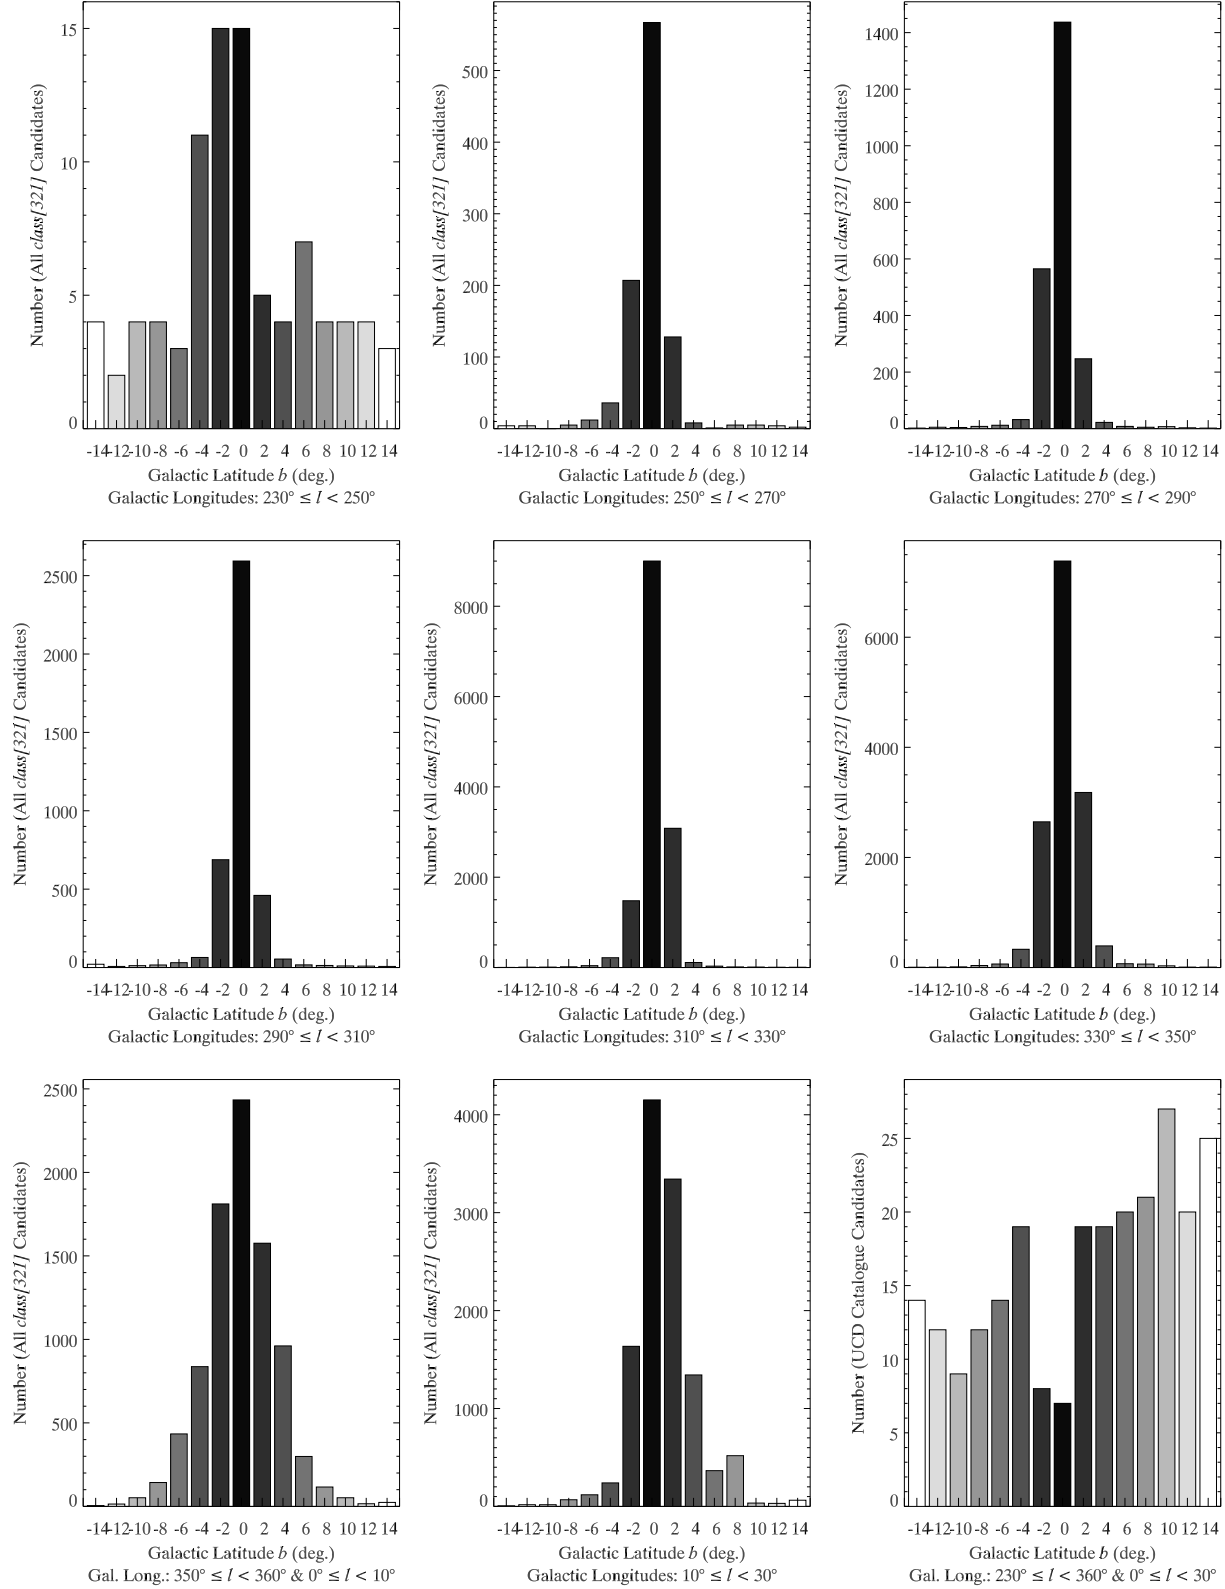 15
10
5
0
Number (All class[321] Candidates)
-14 -12 -10 -8 -6 -4 -2 0 2 4 6 8 10 12 14
Galactic Latitude b (deg.)
Galactic Longitudes: 230° ≤ l < 250°
500
400
300
200
100
0
Number (All class[321] Candidates)
-14 -12 -10 -8 -6 -4 -2 0 2 4 6 8 10 12 14
Galactic Latitude b (deg.)
Galactic Longitudes: 250° ≤ l < 270°
1400
1200
1000
800
600
400
200
0
Number (All class[321] Candidates)
-14 -12 -10 -8 -6 -4 -2 0 2 4 6 8 10 12 14
Galactic Latitude b (deg.)
Galactic Longitudes: 270° ≤ l < 290°
2500
2000
1500
1000
500
0
Number (All class[321] Candidates)
-14 -12 -10 -8 -6 -4 -2 0 2 4 6 8 10 12 14
Galactic Latitude b (deg.)
Galactic Longitudes: 290° ≤ l < 310°
8000
6000
4000
2000
0
Number (All class[321] Candidates)
-14 -12 -10 -8 -6 -4 -2 0 2 4 6 8 10 12 14
Galactic Latitude b (deg.)
Galactic Longitudes: 310° ≤ l < 330°
6000
4000
2000
0
Number (All class[321] Candidates)
-14 -12 -10 -8 -6 -4 -2 0 2 4 6 8 10 12 14
Galactic Latitude b (deg.)
Galactic Longitudes: 330° ≤ l < 350°
2500
2000
1500
1000
500
0
Number (All class[321] Candidates)
-14 -12 -10 -8 -6 -4 -2 0 2 4 6 8 10 12 14
Galactic Latitude b (deg.)
Gal. Long.: 350° ≤ l < 360° & 0° ≤ l < 10°
4000
3000
2000
1000
0
Number (All class[321] Candidates)
-14 -12 -10 -8 -6 -4 -2 0 2 4 6 8 10 12 14
Galactic Latitude b (deg.)
Galactic Longitudes: 10° ≤ l < 30°
25
20
15
10
5
0
Number (UCD Catalogue Candidates)
-14 -12 -10 -8 -6 -4 -2 0 2 4 6 8 10 12 14
Galactic Latitude b (deg.)
Gal. Long.: 230° ≤ l < 360° & 0° ≤ l < 30°